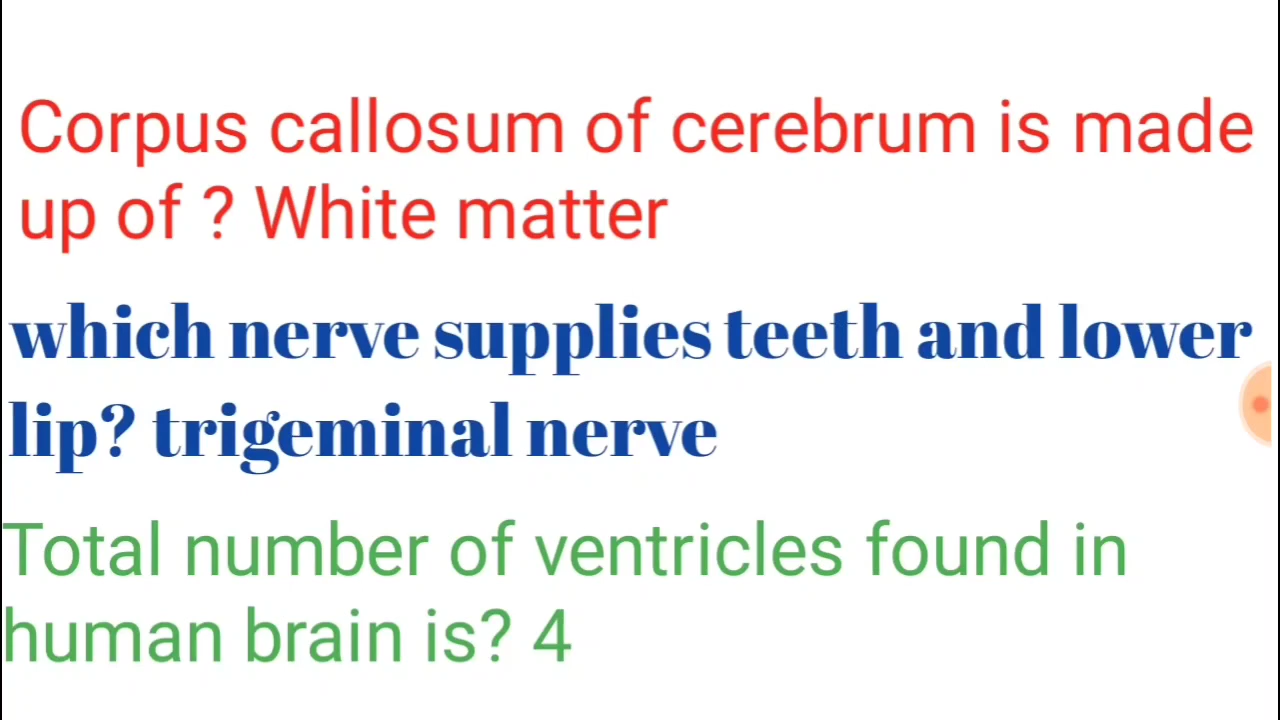 Corpus callosum of cerebrum is made
up of ? White matter
which nerve supplies teeth and lower
lip? trigeminal nerve
Total number of ventricles found in
human brain is? 4